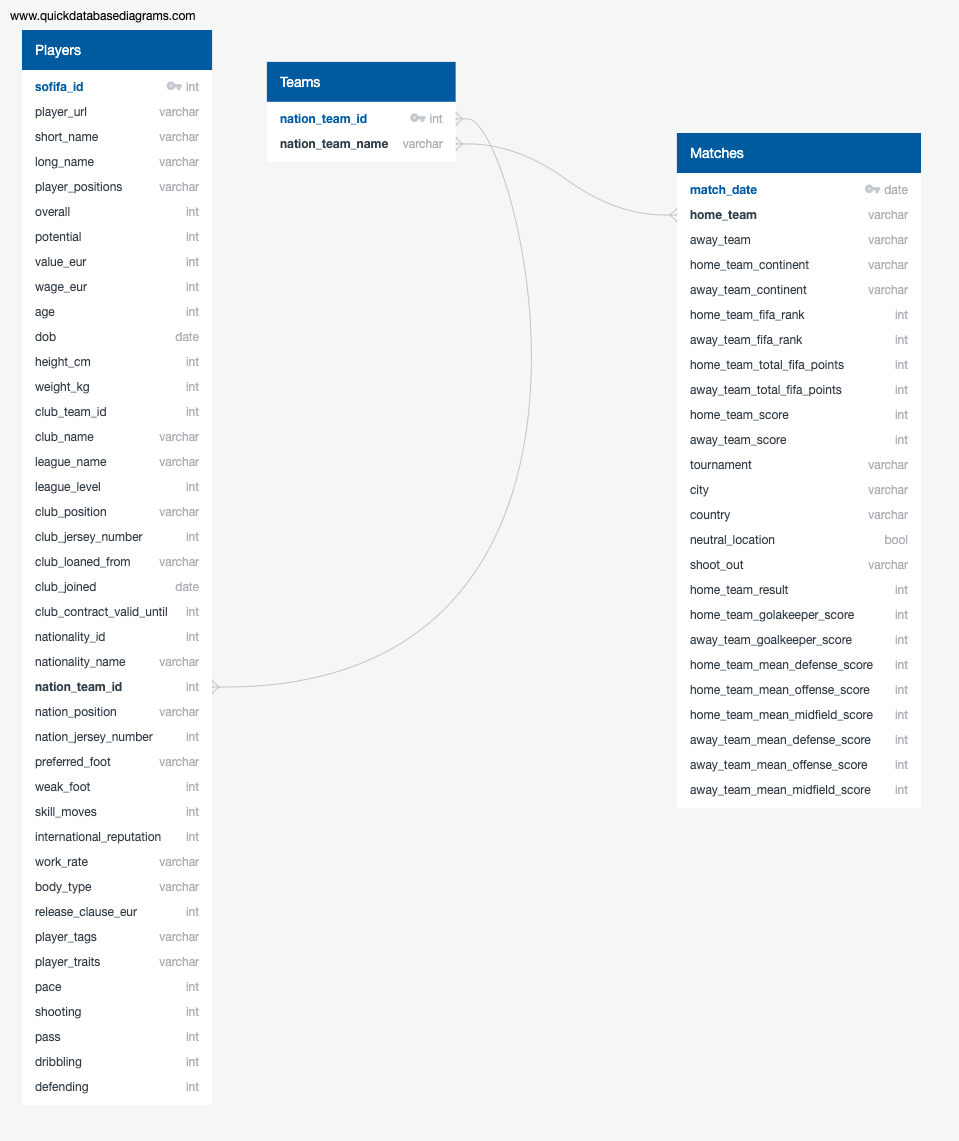 www.quickdatabasediagrams.com
Players
sofifa_id int
player_url varchar
short_name varchar
long_name varchar
player_positions varchar
overall int
potential int
value_eur int
wage_eur int
age int
dob date
height_cm int
weight_kg int
club_team_id int
club_name varchar
league_name varchar
league_level int
club_position varchar
club_jersey_number int
club_loaned_from varchar
club_joined date
club_contract_valid_until int
nationality_id int
nationality_name varchar
nation_team_id int
nation_position varchar
nation_jersey_number int
preferred_foot varchar
weak_foot int
skill_moves int
international_reputation int
work_rate varchar
body_type varchar
release_clause_eur int
player_tags varchar
player_traits varchar
pace int
shooting int
pass int
dribbling int
defending int
Teams
nation_team_id int
nation_team_name varchar
Matches
match_date date
home_team varchar
away_team varchar
home_team_continent varchar
away_team_continent varchar
home_team_fifa_rank int
away_team_fifa_rank int
home_team_total_fifa_points int
away_team_total_fifa_points int
home_team_score int
away_team_score int
tournament varchar
city varchar
country varchar
neutral_location bool
shoot_out varchar
home_team_result int
home_team_golakeeper_score int
away_team_goalkeeper_score int
home_team_mean_defense_score int
home_team_mean_offense_score int
home_team_mean_midfield_score int
away_team_mean_defense_score int
away_team_mean_offense_score int
away_team_mean_midfield_score int